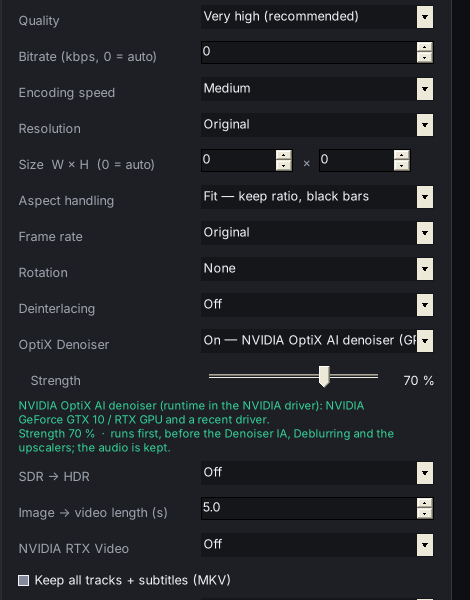 Quality Very high (recommended)
Bitrate (kbps, 0 = auto) 0
Encoding speed Medium
Resolution Original
Size W × H (0 = auto) 0 × 0
Aspect handling Fit — keep ratio, black bars
Frame rate Original
Rotation None
Deinterlacing Off
OptiX Denoiser On — NVIDIA OptiX AI denoiser (GP
Strength 70 %
NVIDIA OptiX AI denoiser (runtime in the NVIDIA driver): NVIDIA
GeForce GTX 10 / RTX GPU and a recent driver.
Strength 70 % · runs first, before the Denoiser IA, Deblurring and the
upscalers; the audio is kept.
SDR → HDR Off
Image → video length (s) 5.0
NVIDIA RTX Video Off
Keep all tracks + subtitles (MKV)